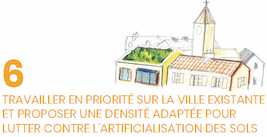 6
TRAVAILLER EN PRIORITÉ SUR LA VILLE EXISTANTE
ET PROPOSER UNE DENSITÉ ADAPTÉE POUR
LUTTER CONTRE L'ARTIFICIALISATION DES SOLS